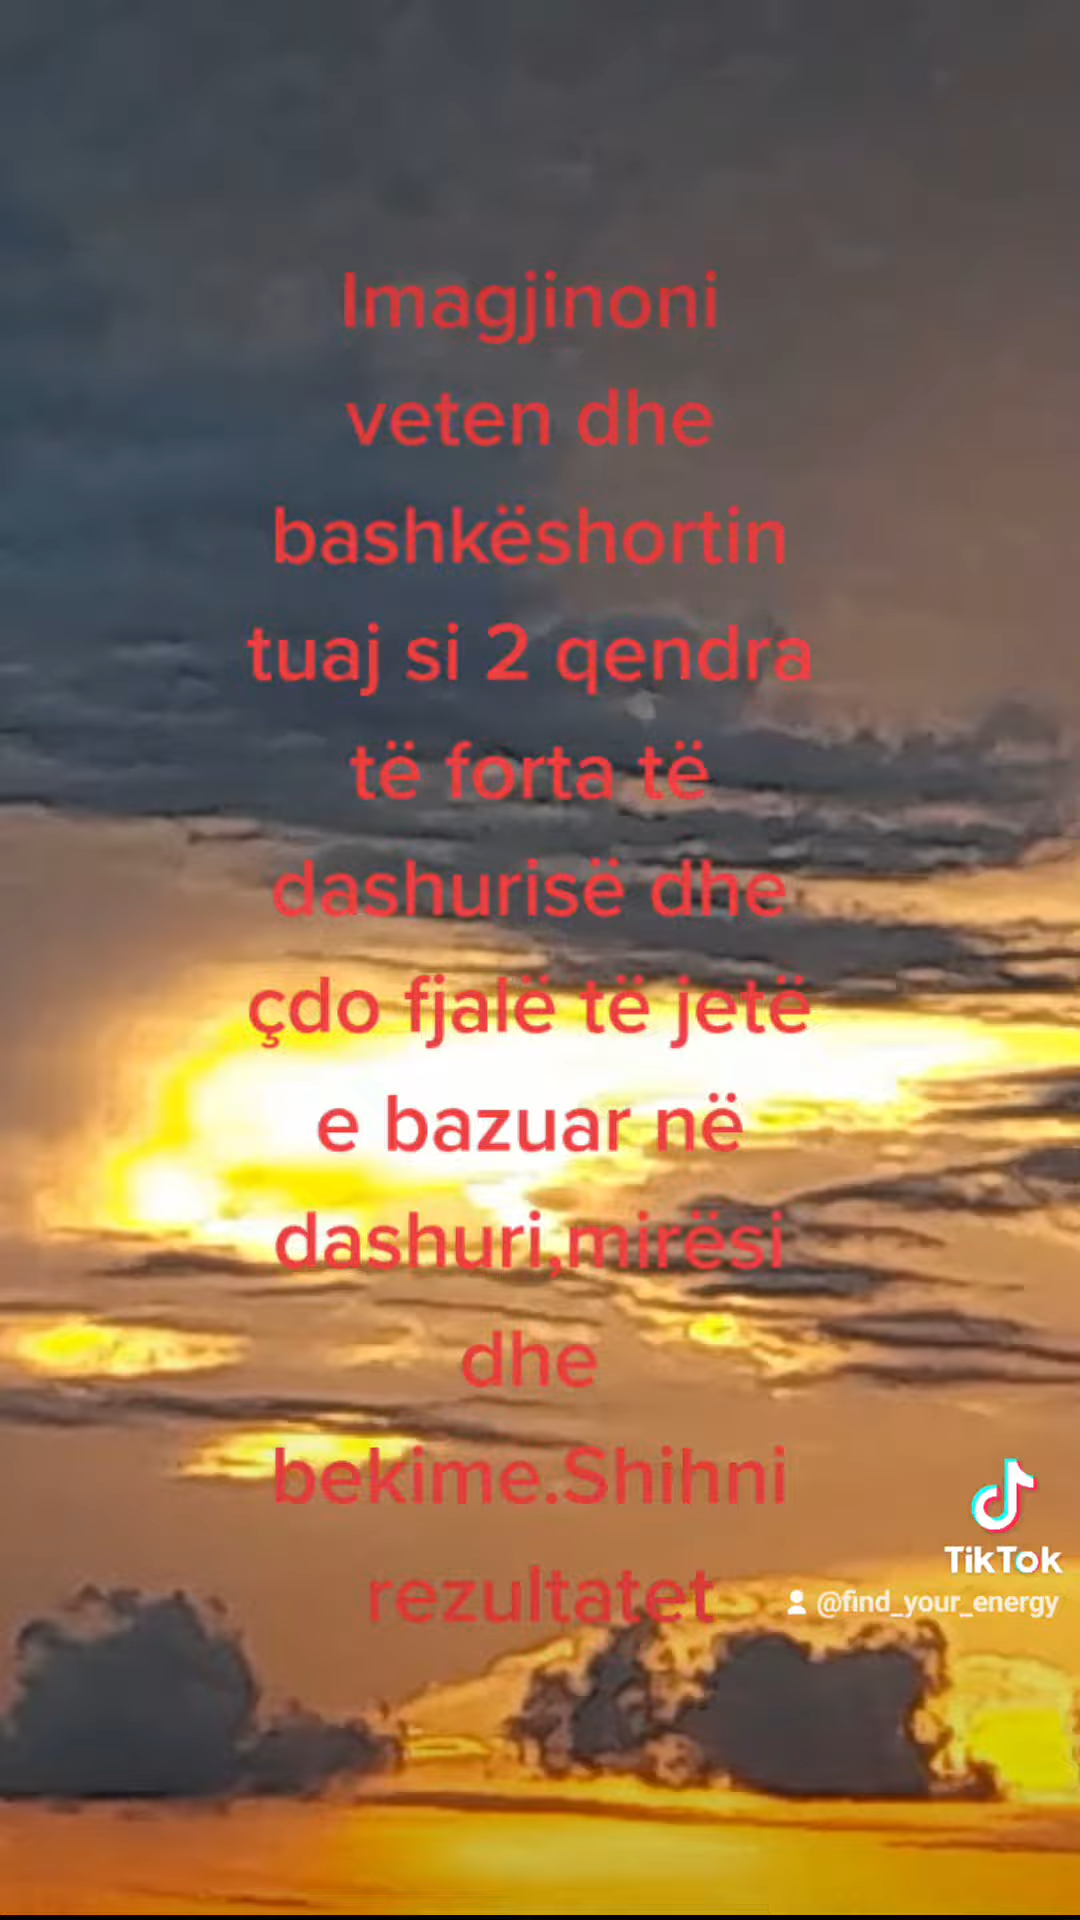 Imagjinoni
veten dhe
bashkëshortin
tuaj si 2 qendra
të forta të
dashurisë dhe
çdo fjalë të jetë
e bazuar në
dashuri,mirësi
dhe
bekime.Shihni
rezultatet
TikTok
@find_your_energy